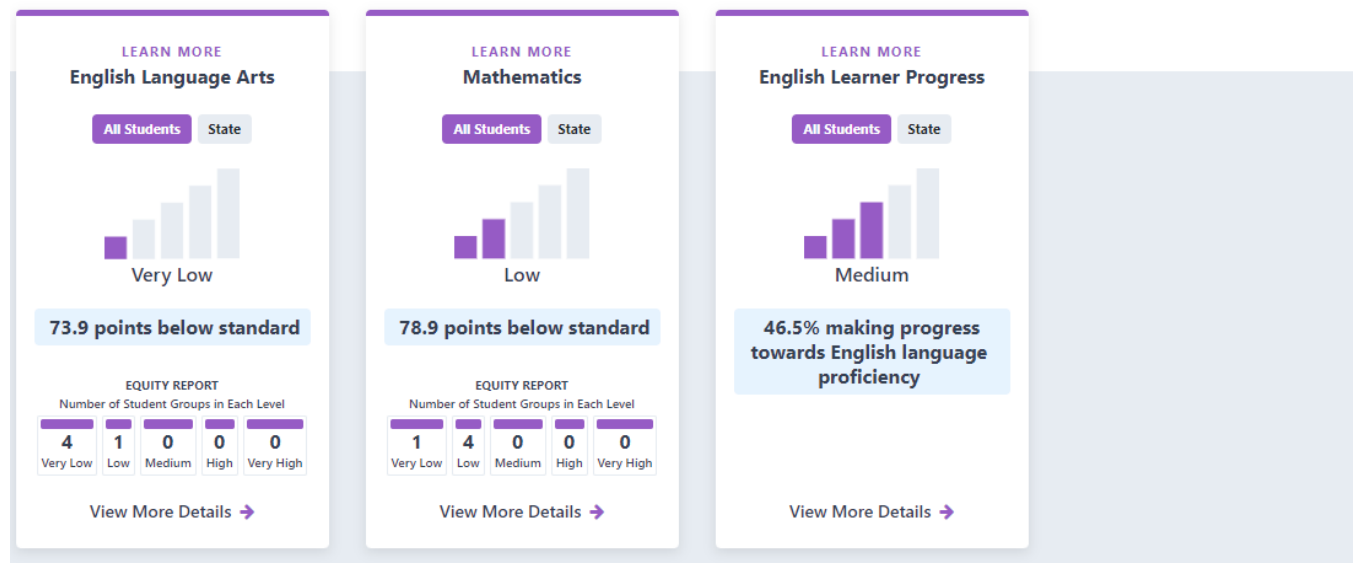 LEARN MORE
English Language Arts
All Students State
Very Low
73.9 points below standard
EQUITY REPORT
Number of Student Groups in Each Level
4 1 0 0 0
Very Low Low Medium High Very High
View More Details
LEARN MORE
Mathematics
All Students State
Low
78.9 points below standard
EQUITY REPORT
Number of Student Groups in Each Level
1 4 0 0 0
Very Low Low Medium High Very High
View More Details
LEARN MORE
English Learner Progress
All Students State
Medium
46.5% making progress
towards English language
proficiency
View More Details